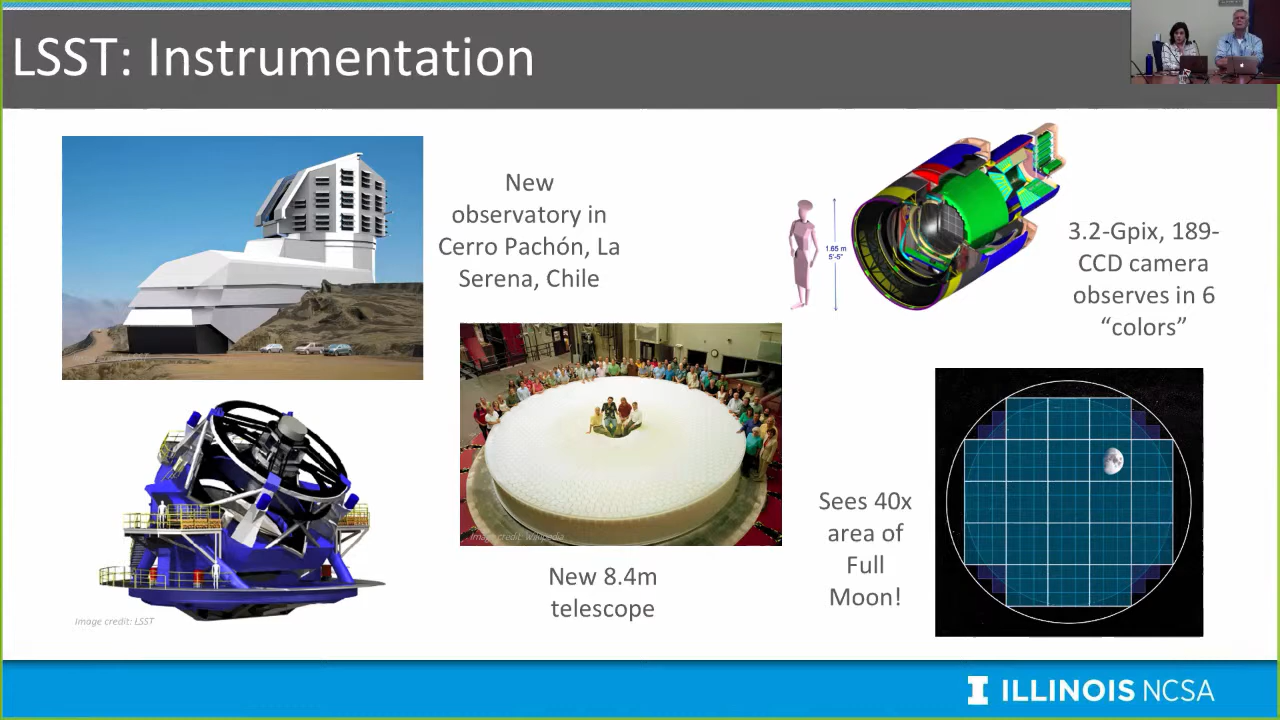 LSST: Instrumentation
New
observatory in
Cerro Pachón, La
Serena, Chile
1.65 m
5'-5"
3.2-Gpix, 189-
CCD camera
observes in 6
“colors”
Image credit: Wikipedia
New 8.4m
telescope
Sees 40x
area of
Full
Moon!
Image credit: LSST
ILLINOIS NCSA